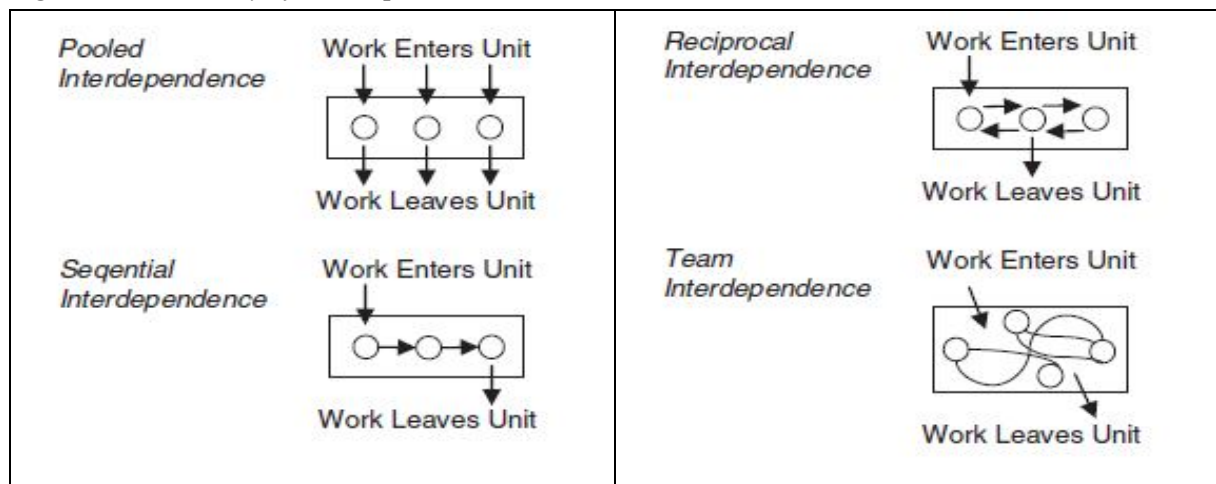 Pooled
Interdependence
Work Enters Unit
Work Leaves Unit
Seqential
Interdependence
Work Enters Unit
Work Leaves Unit
Reciprocal
Interdependence
Work Enters Unit
Work Leaves Unit
Team
Interdependence
Work Enters Unit
Work Leaves Unit